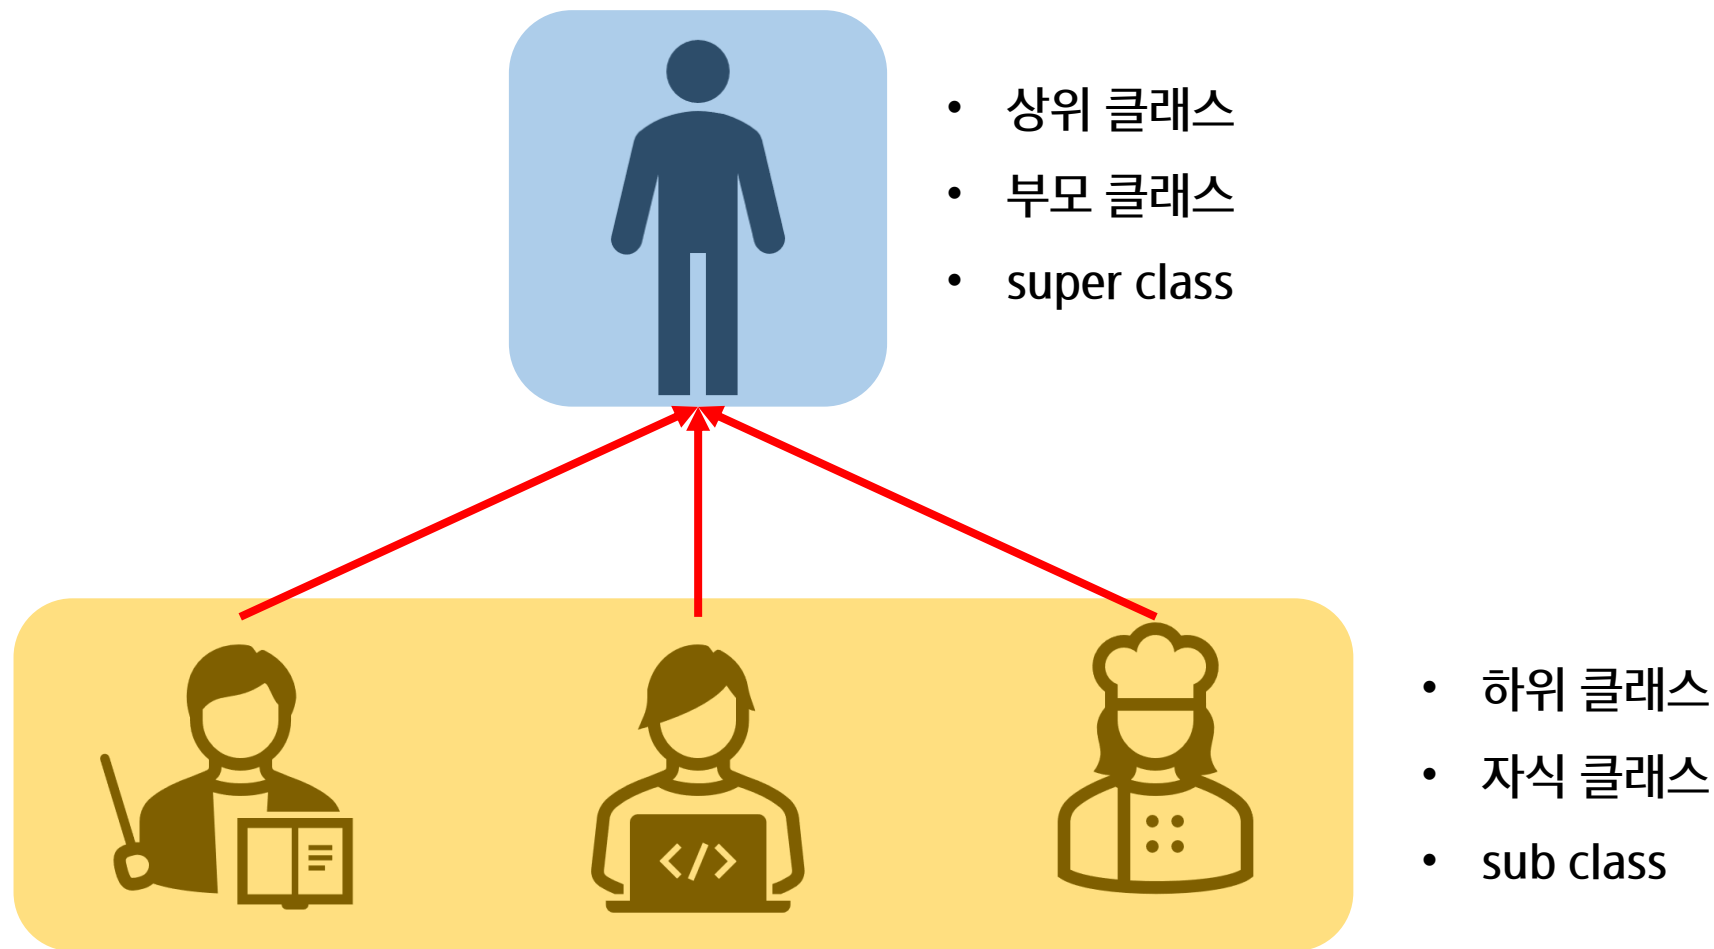 • 상위 클래스
• 부모 클래스
• super class
</>
• 하위 클래스
• 자식 클래스
• sub class